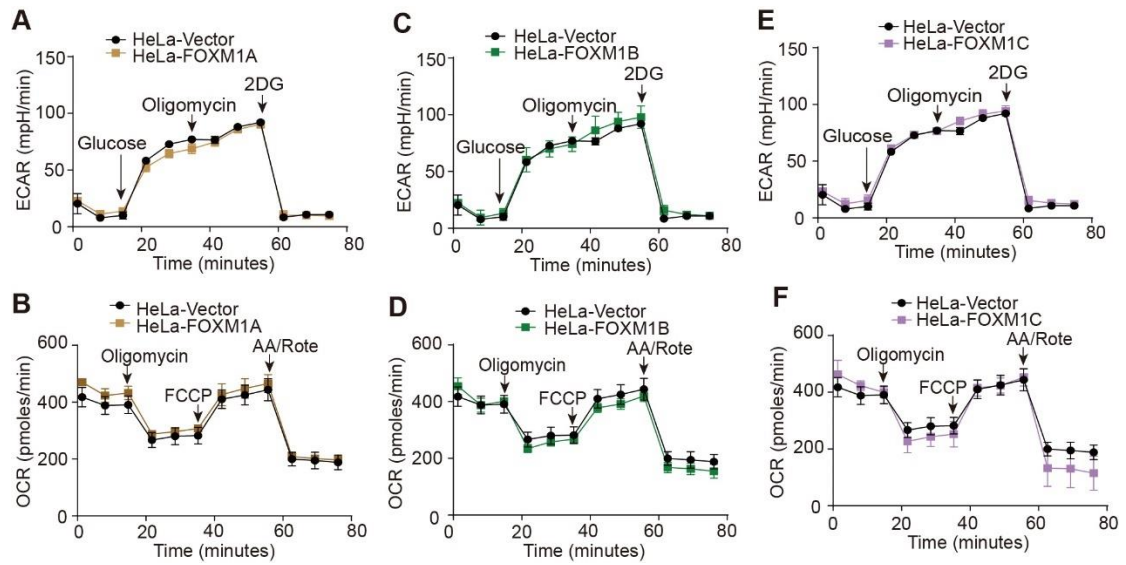 A
HeLa-Vector
HeLa-FOXM1A
150
100
50
0
ECAR (mpH/min)
Glucose
Oligomycin
2DG
0 20 40 60 80
Time (minutes)
C
HeLa-Vector
HeLa-FOXM1B
150
100
50
0
ECAR (mpH/min)
Glucose
Oligomycin
2DG
0 20 40 60 80
Time (minutes)
E
HeLa-Vector
HeLa-FOXM1C
150
100
50
0
ECAR (mpH/min)
Glucose
Oligomycin
2DG
0 20 40 60 80
Time (minutes)
B
HeLa-Vector
HeLa-FOXM1A
600
400
200
0
OCR (pmoles/min)
Oligomycin
FCCP
AA/Rote
0 20 40 60 80
Time (minutes)
D
HeLa-Vector
HeLa-FOXM1B
600
400
200
0
OCR (pmoles/min)
Oligomycin
FCCP
AA/Rote
0 20 40 60 80
Time (minutes)
F
HeLa-Vector
HeLa-FOXM1C
600
400
200
0
OCR (pmoles/min)
Oligomycin
FCCP
AA/Rote
0 20 40 60 80
Time (minutes)